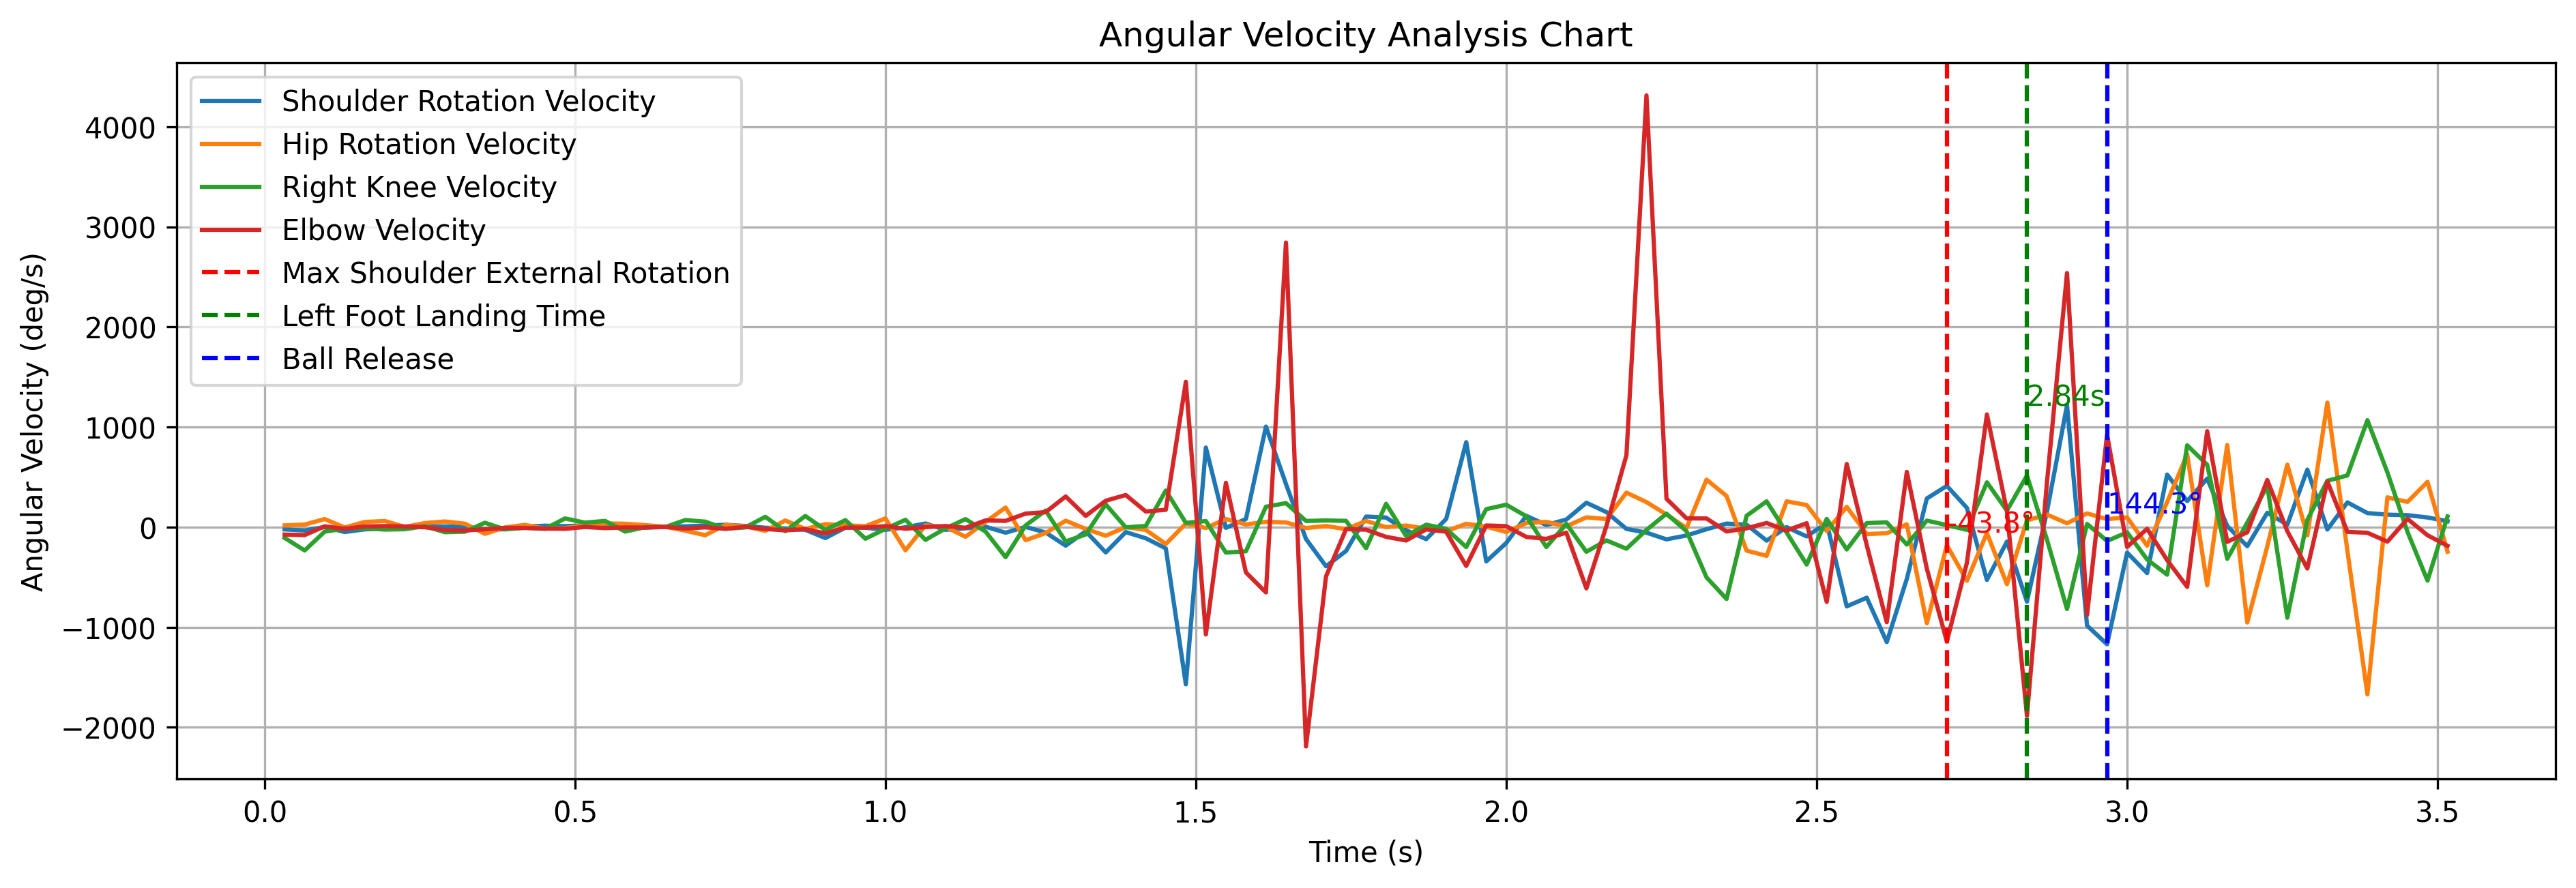 Angular Velocity Analysis Chart
Shoulder Rotation Velocity
Hip Rotation Velocity
Right Knee Velocity
Elbow Velocity
Max Shoulder External Rotation
Left Foot Landing Time
Ball Release
Angular Velocity (deg/s)
4000
3000
2000
1000
0
−1000
−2000
2.84s
144.3°
-43.8°
0.0 0.5 1.0 1.5 2.0 2.5 3.0 3.5
Time (s)